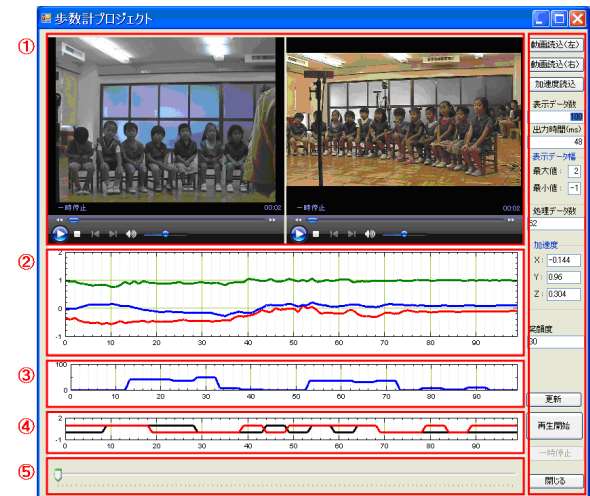 歩数計プロジェクト
①
一時停止 00:02
一時停止 00:02
②
2
1
0
-1
0 10 20 30 40 50 60 70 80 90
③
100
0
0 10 20 30 40 50 60 70 80 90
④
2
-1
0 10 20 30 40 50 60 70 80 90
⑤
動画読込(左)
動画読込(右)
加速度読込
表示データ数
100
出力時間(ms)
48
表示データ幅
最大値: 2
最小値: -1
処理データ数
62
加速度
X: -0.144
Y: 0.96
Z: 0.304
笑顔度
30
更新
再生開始
一時停止
閉じる